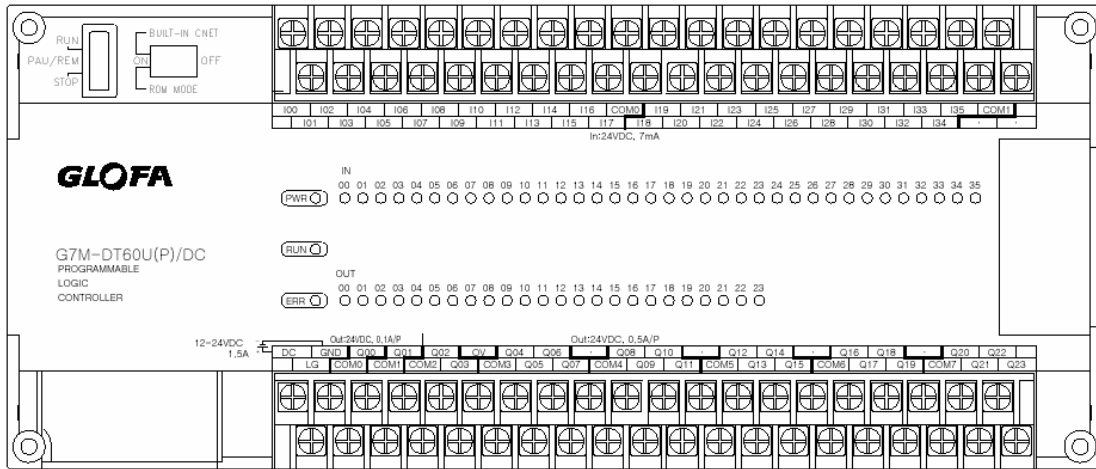 RUN
PAU/REM
STOP
BUILT-IN CNET
ON
OFF
ROM MODE
I00 I02 I04 I06 I08 I10 I12 I14 I16 COM0 I19 I21 I23 I25 I27 I29 I31 I33 I35 COM1
I01 I03 I05 I07 I09 I11 I13 I15 I17 I18 I20 I22 I24 I26 I28 I30 I32 I34 · ·
In:24VDC, 7mA
GLOFA
IN
00 01 02 03 04 05 06 07 08 09 10 11 12 13 14 15 16 17 18 19 20 21 22 23 24 25 26 27 28 29 30 31 32 33 34 35
PWR
G7M-DT60U(P)/DC
PROGRAMMABLE
LOGIC
CONTROLLER
RUN
OUT
00 01 02 03 04 05 06 07 08 09 10 11 12 13 14 15 16 17 18 19 20 21 22 23
ERR
12-24VDC
1,5A
Out:24VDC, 0,1A/P
Out:24VDC, 0,5A/P
DC GND Q00 Q01 Q02 0V Q04 Q06 · Q08 Q10 · Q12 Q14 · Q16 Q18 · Q20 Q22
LG COM0 COM1 COM2 Q03 COM3 Q05 Q07 COM4 Q09 Q11 COM5 Q13 Q15 COM6 Q17 Q19 COM7 Q21 Q23